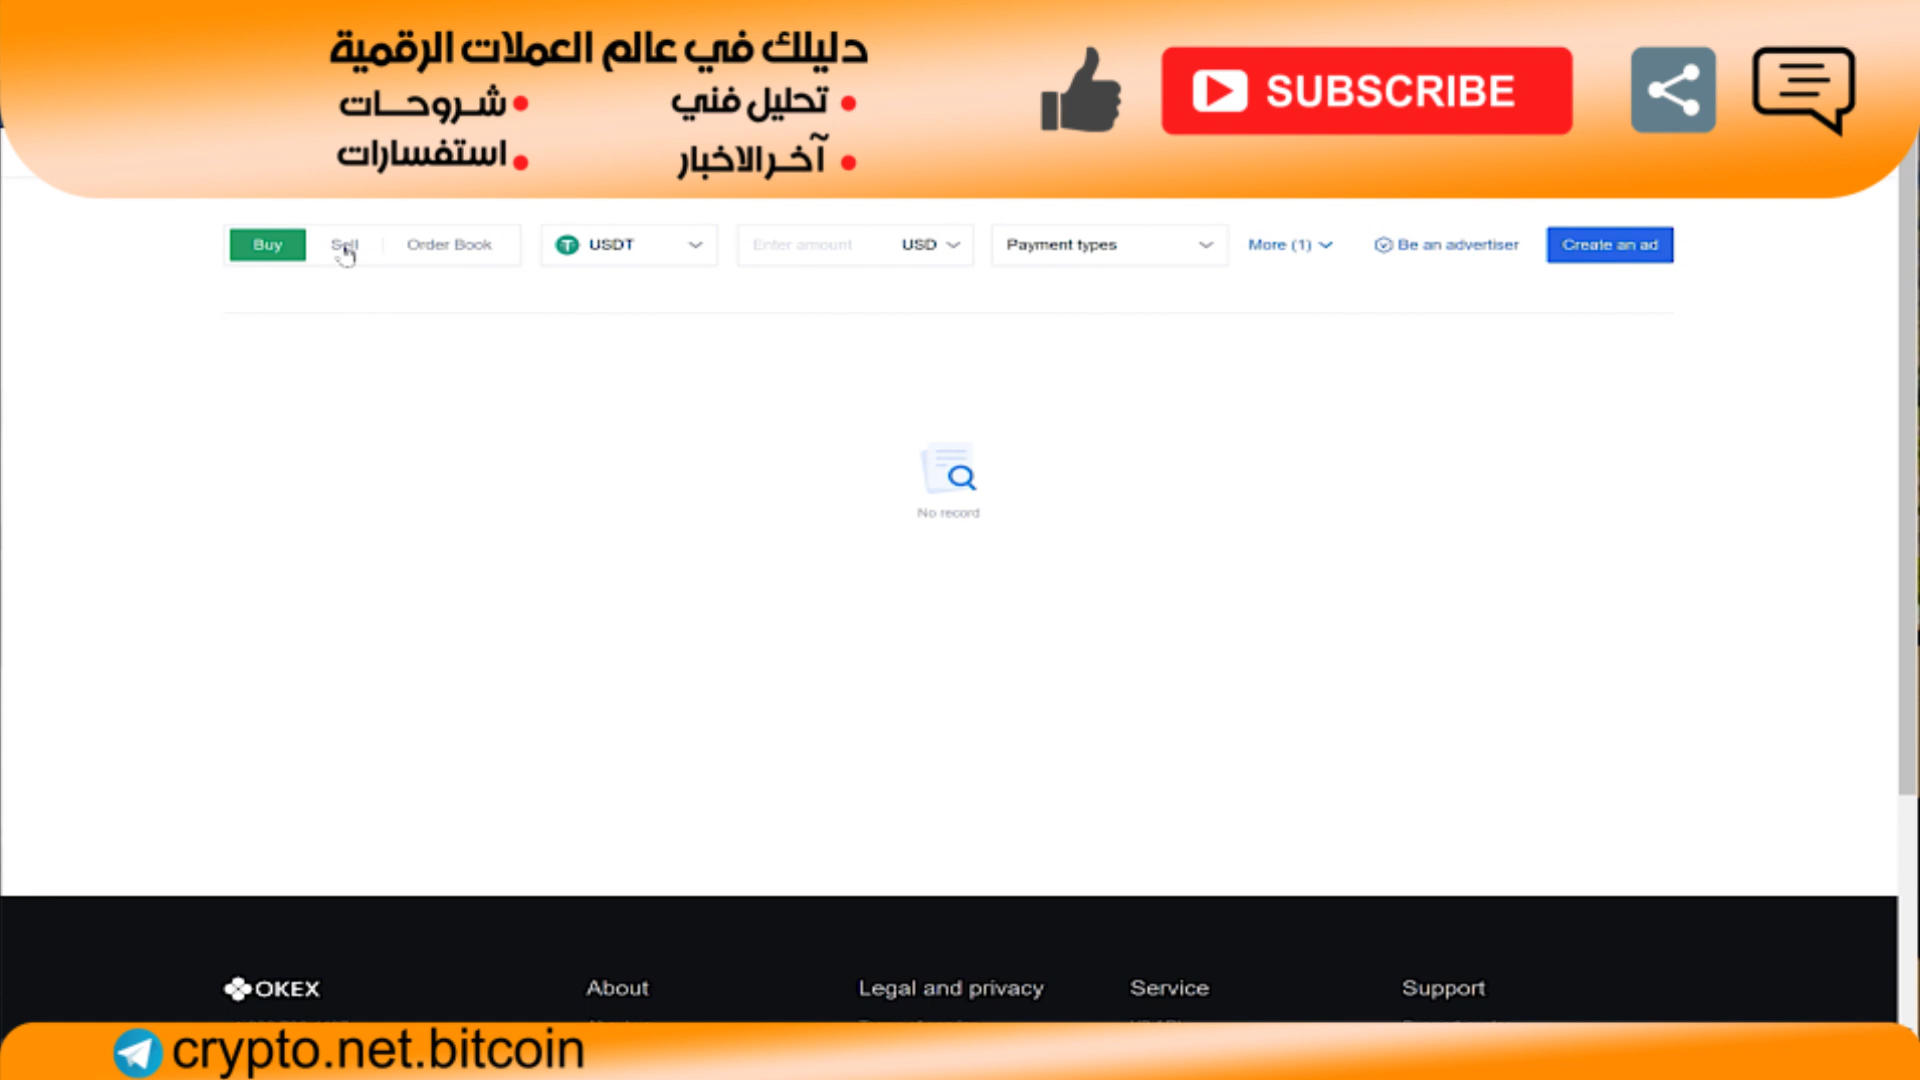 دليلك في عالم العملات الرقمية
• تحليل فني • شروحات
• آخر الاخبار • استفسارات
SUBSCRIBE
Buy Sell Order Book USDT Enter amount USD Payment types More (1) Be an advertiser Create an ad
No record
OKEX About Legal and privacy Service Support
crypto.net.bitcoin